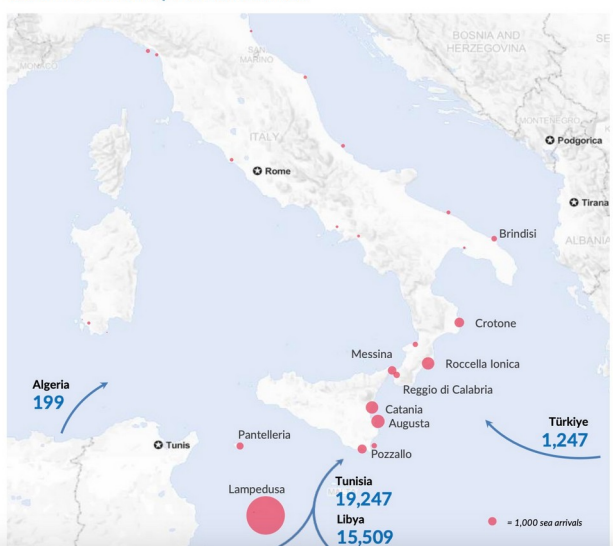 BOSNIA AND
HERZEGOVINA
SE
SAN
MARINO
MONACO
MONTENEGRO
Podgorica
ITALY
Rome
Tirana
Brindisi
ALBANIA
Crotone
Messina
Roccella Ionica
Algeria
199
Reggio di Calabria
Catania
Augusta
Türkiye
1,247
Pantelleria
Tunis
Pozzallo
Lampedusa
Tunisia
19,247
Libya
15,509
= 1,000 sea arrivals